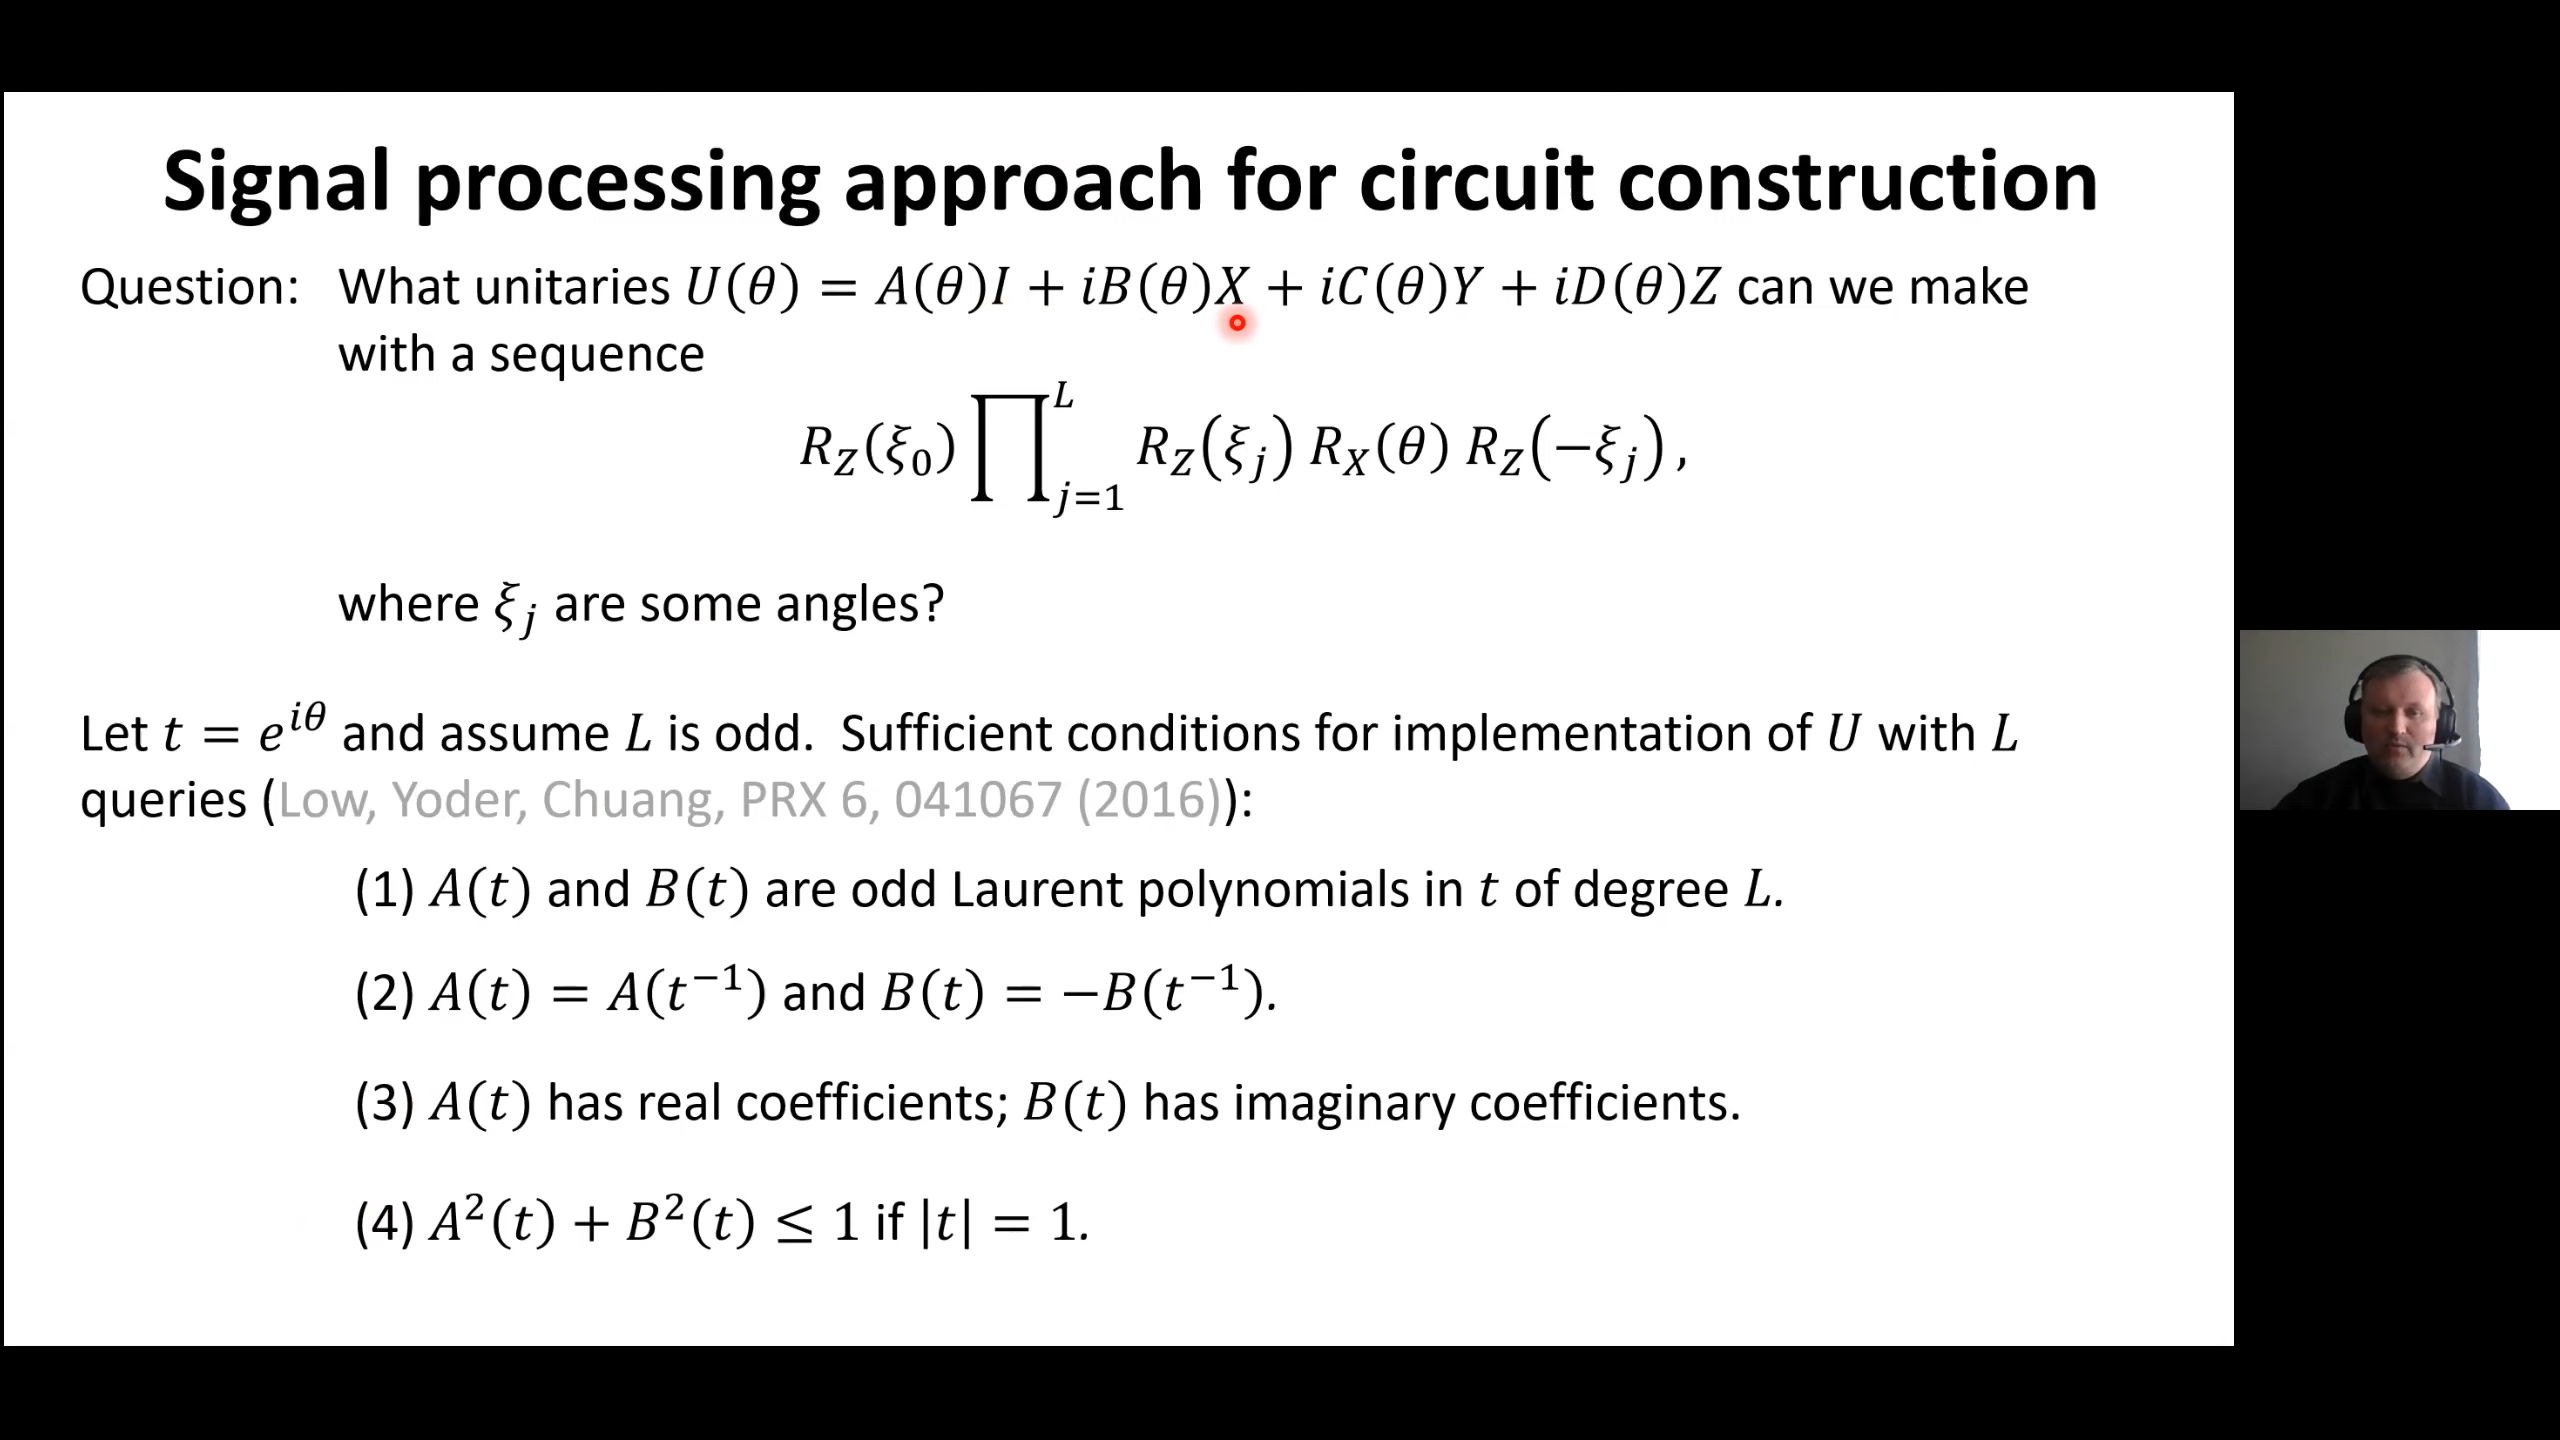 Signal processing approach for circuit construction
Question: What unitaries 𝑈(𝜃) = 𝐴(𝜃)𝐼 + 𝑖𝐵(𝜃)𝑋 + 𝑖𝐶(𝜃)𝑌 + 𝑖𝐷(𝜃)𝑍 can we make
with a sequence
𝑅_𝑍(𝜉_0) ∏_{𝑗=1}^{𝐿} 𝑅_𝑍(𝜉_𝑗) 𝑅_𝑋(𝜃) 𝑅_𝑍(−𝜉_𝑗),
where 𝜉_𝑗 are some angles?
Let 𝑡 = 𝑒^{𝑖𝜃} and assume 𝐿 is odd. Sufficient conditions for implementation of 𝑈 with 𝐿
queries (Low, Yoder, Chuang, PRX 6, 041067 (2016)):
(1) 𝐴(𝑡) and 𝐵(𝑡) are odd Laurent polynomials in 𝑡 of degree 𝐿.
(2) 𝐴(𝑡) = 𝐴(𝑡^{−1}) and 𝐵(𝑡) = −𝐵(𝑡^{−1}).
(3) 𝐴(𝑡) has real coefficients; 𝐵(𝑡) has imaginary coefficients.
(4) 𝐴²(𝑡) + 𝐵²(𝑡) ≤ 1 if |𝑡| = 1.